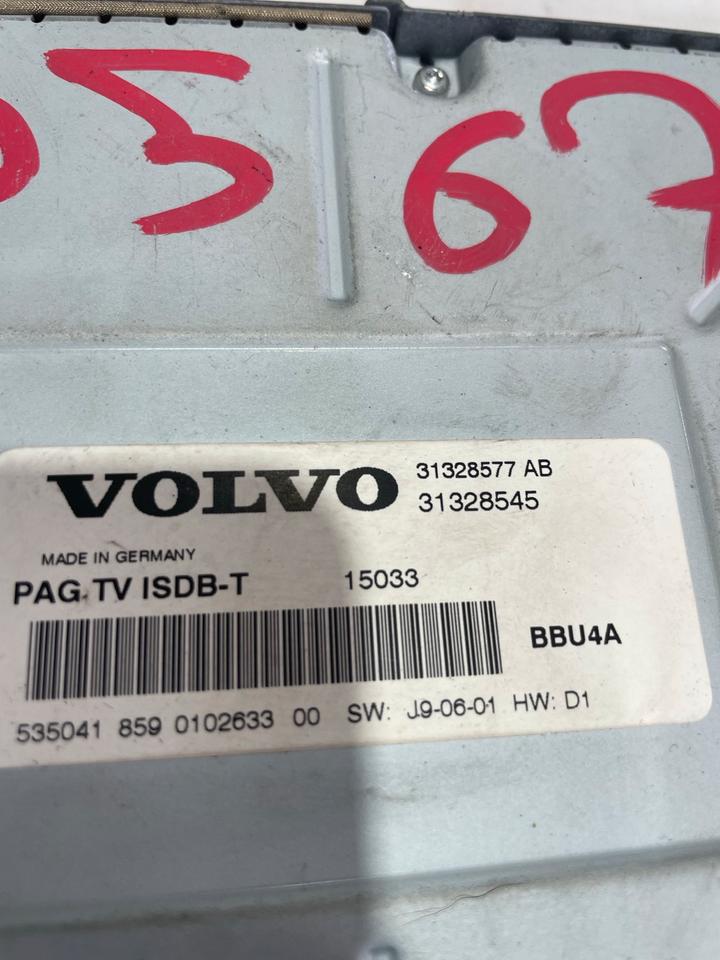 05 67
VOLVO 31328577 AB
31328545
MADE IN GERMANY
PAG TV ISDB-T 15033
BBU4A
535041 859 0102633 00 SW: J9-06-01 HW: D1